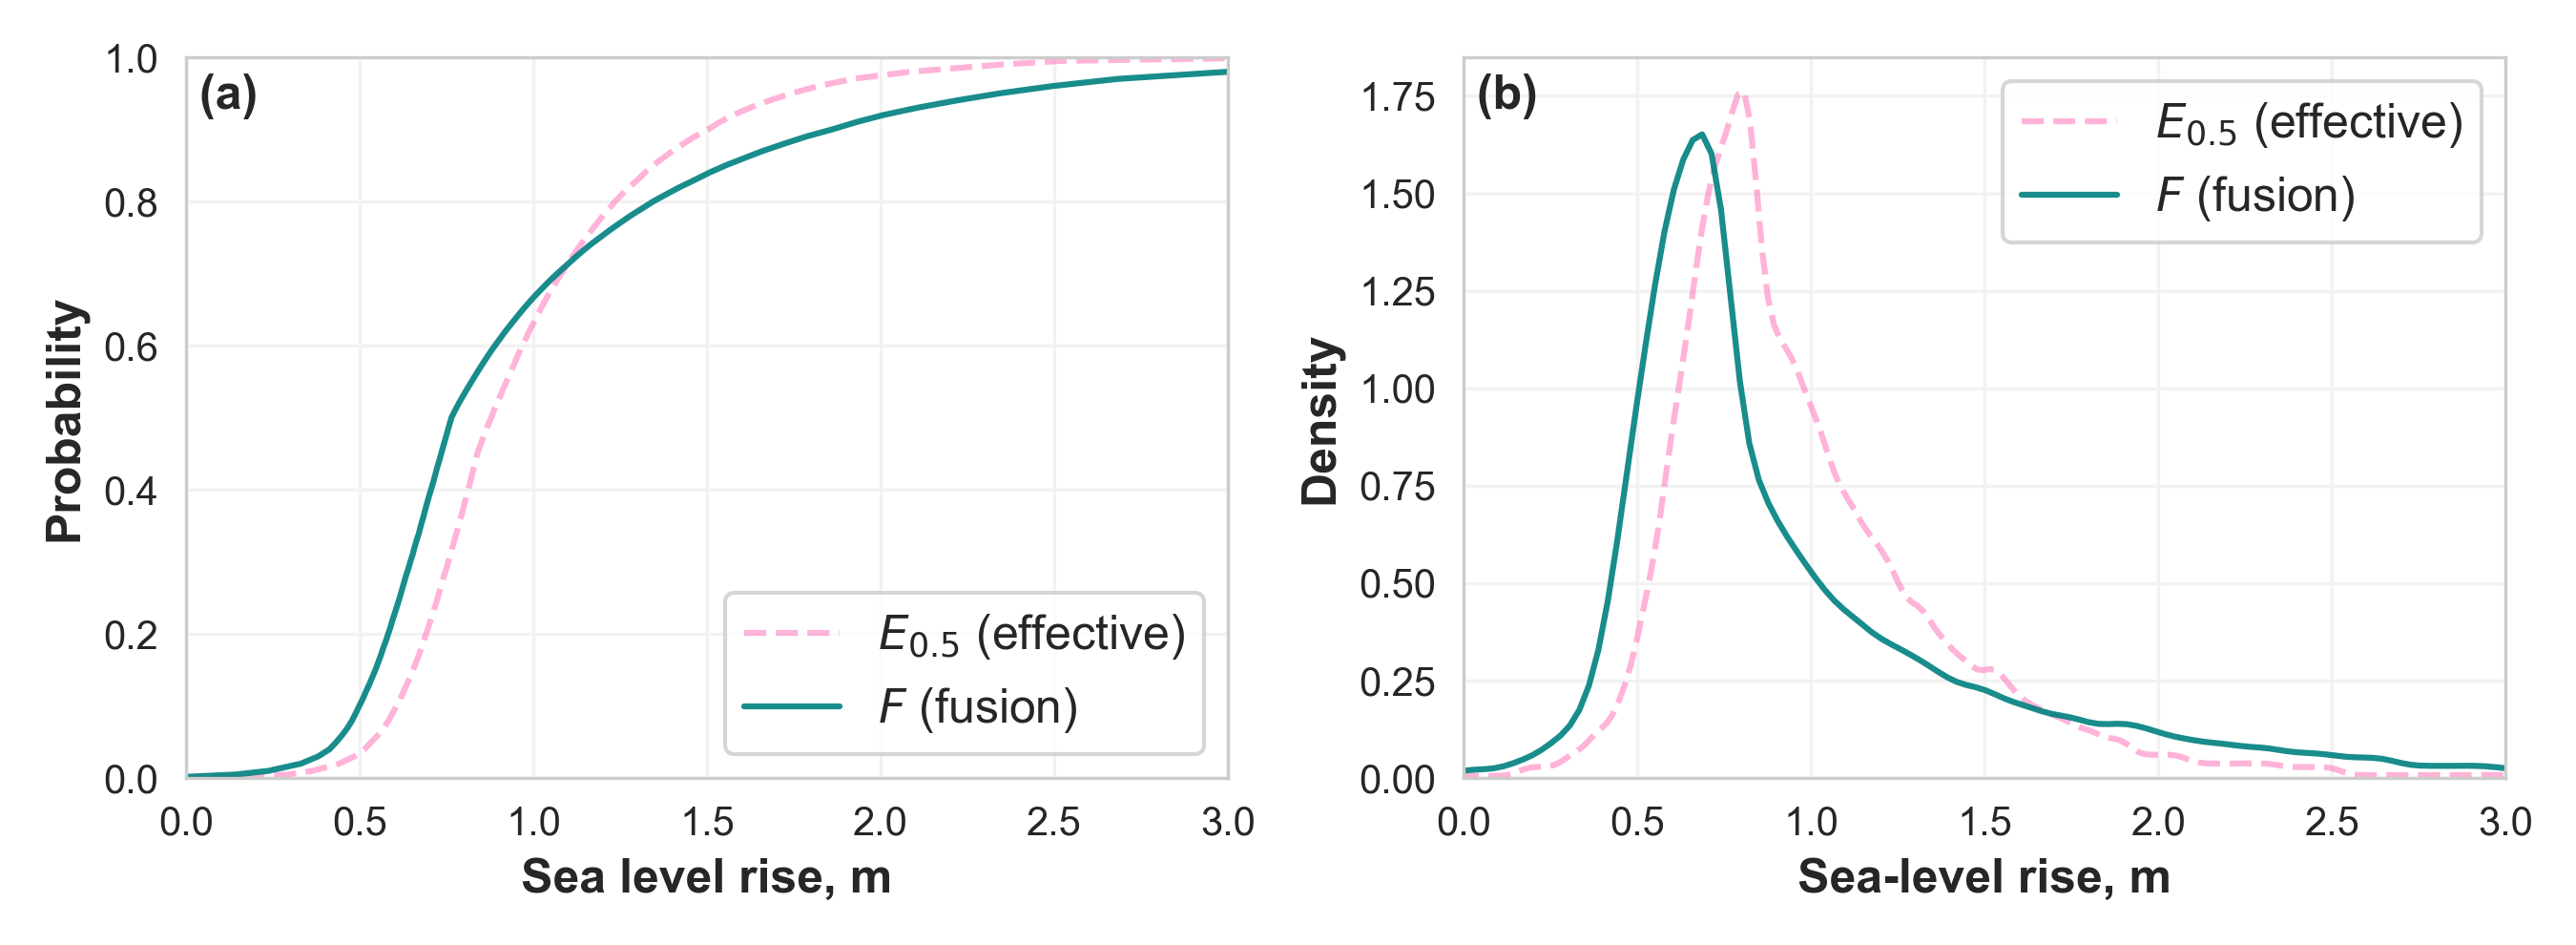 (a)
Probability
1.0
0.8
0.6
0.4
0.2
0.0
0.0 0.5 1.0 1.5 2.0 2.5 3.0
Sea level rise, m
E0.5 (effective)
F (fusion)
(b)
Density
1.75
1.50
1.25
1.00
0.75
0.50
0.25
0.00
0.0 0.5 1.0 1.5 2.0 2.5 3.0
Sea-level rise, m
E0.5 (effective)
F (fusion)